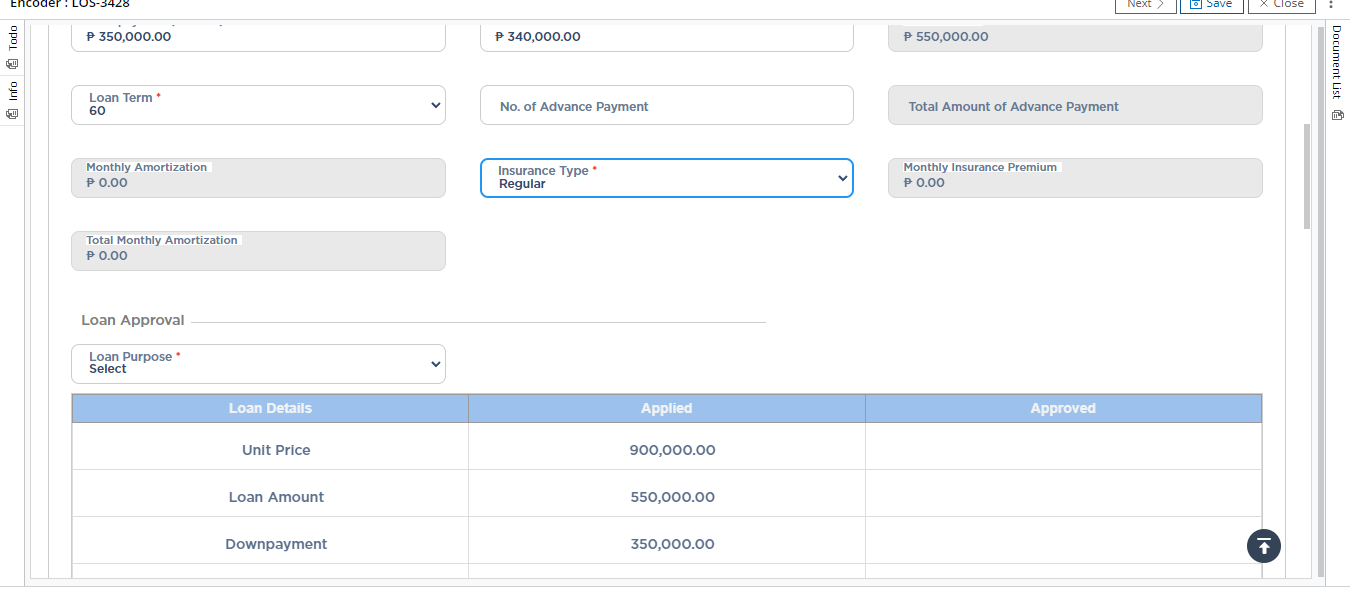 Encoder : LOS-3428
Next
Save
Close
Todo
Info
Document List
₱ 350,000.00
₱ 340,000.00
₱ 550,000.00
Loan Term *
60
No. of Advance Payment
Total Amount of Advance Payment
Monthly Amortization
₱ 0.00
Insurance Type *
Regular
Monthly Insurance Premium
₱ 0.00
Total Monthly Amortization
₱ 0.00
Loan Approval
Loan Purpose *
Select
Loan Details Applied Approved
Unit Price 900,000.00
Loan Amount 550,000.00
Downpayment 350,000.00